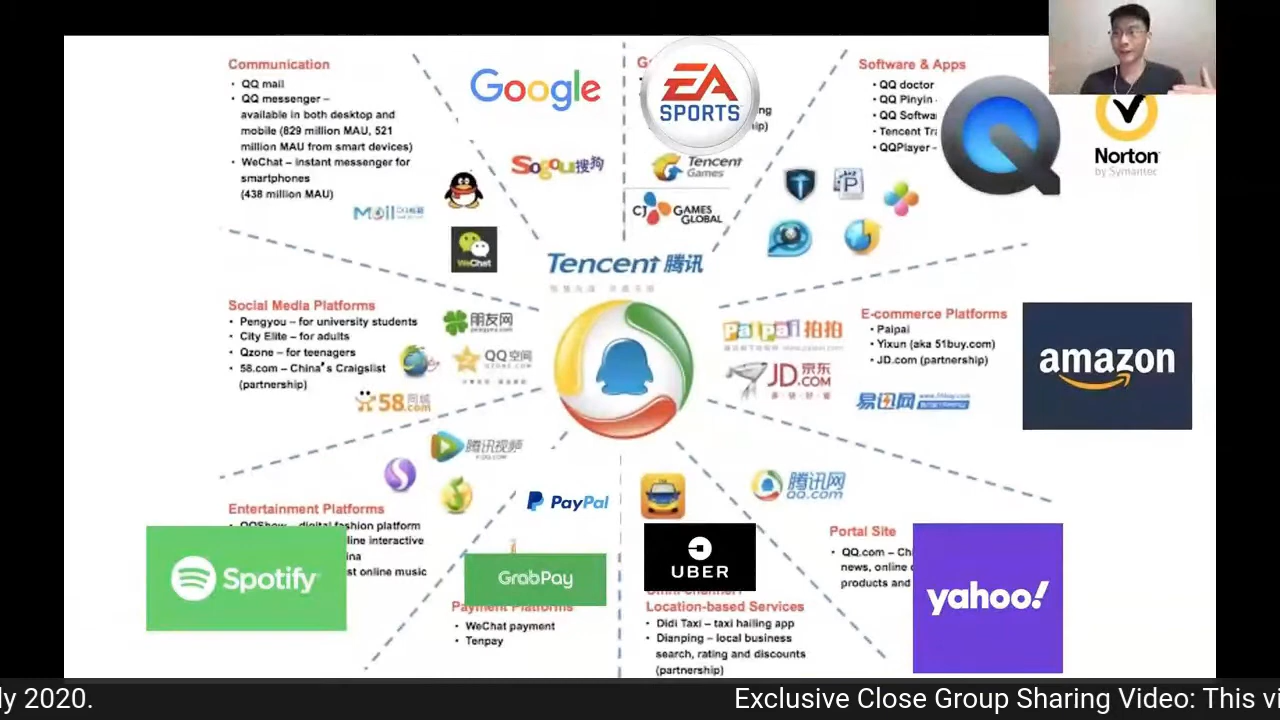 Communication
• QQ mail
• QQ messenger –
available in both desktop and
mobile (829 million MAU, 521
million MAU from smart devices)
• WeChat – instant messenger for
smartphones
(438 million MAU)
Mail
WeChat
Google
Sogou搜狗
EA
SPORTS
Tencent
Games
CJ GAMES
GLOBAL
Software & Apps
• QQ doctor
• QQ Pinyin
• QQ Softwa
• Tencent Tra
• QQPlayer –
Norton
by Symantec
Tencent 腾讯
Social Media Platforms
• Pengyou – for university students
• City Elite – for adults
• Qzone – for teenagers
• 58.com – China's Craigslist
(partnership)
朋友网
QQ空间
58同城
.com
PaiPai 拍拍
JD.京东
.COM
多·快·好·省
E-commerce Platforms
• Paipai
• Yixun (aka 51buy.com)
• JD.com (partnership)
易迅网
amazon
腾讯视频
Entertainment Platforms
• QQShow – digital fashion platform
line interactive
ina
st online music
Spotify
PayPal
GrabPay
Payment Platforms
• WeChat payment
• Tenpay
UBER
Location-based Services
• Didi Taxi – taxi hailing app
• Dianping – local business
search, rating and discounts
(partnership)
腾讯网
QQ.com
Portal Site
• QQ.com – Chi
news, online
products and
yahoo!
ly 2020.
Exclusive Close Group Sharing Video: This vi